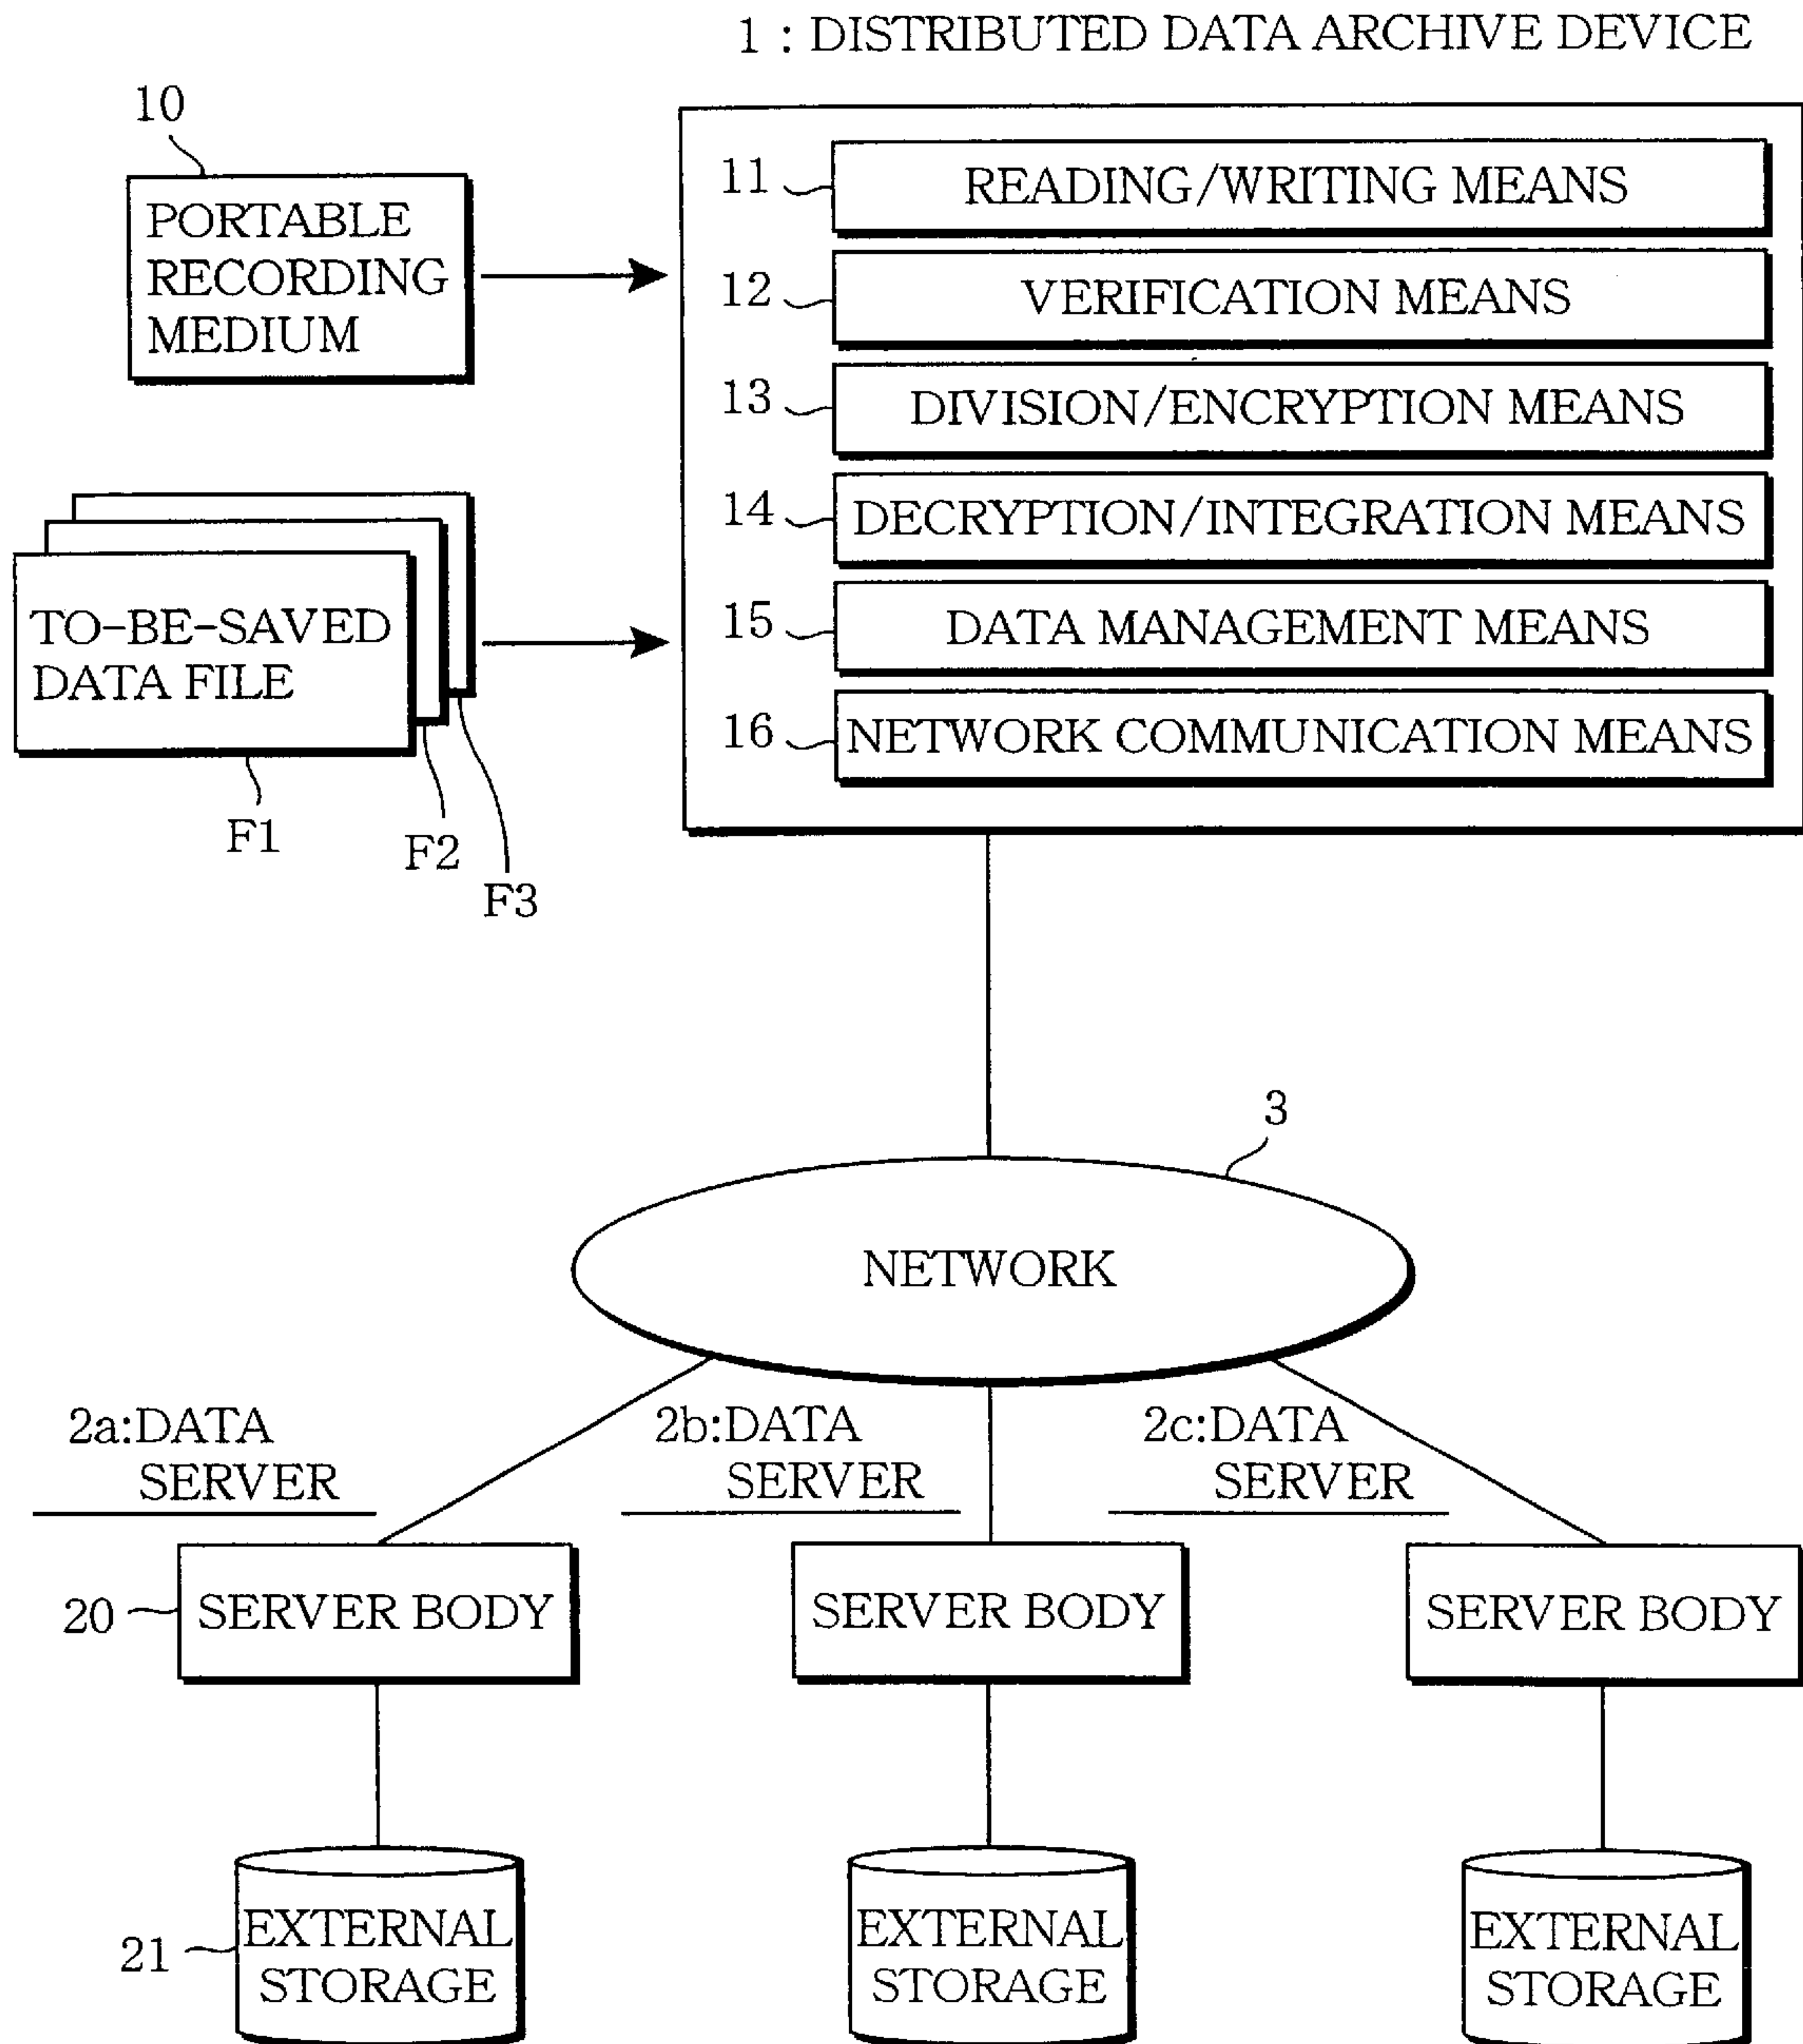 1 : DISTRIBUTED DATA ARCHIVE DEVICE
10
PORTABLE
RECORDING
MEDIUM
11
READING/WRITING MEANS
12
VERIFICATION MEANS
13
DIVISION/ENCRYPTION MEANS
14
DECRYPTION/INTEGRATION MEANS
15
DATA MANAGEMENT MEANS
16
NETWORK COMMUNICATION MEANS
TO-BE-SAVED
DATA FILE
F1
F2
F3
3
NETWORK
2a:DATA
SERVER
2b:DATA
SERVER
2c:DATA
SERVER
20
SERVER BODY
SERVER BODY
SERVER BODY
21
EXTERNAL
STORAGE
EXTERNAL
STORAGE
EXTERNAL
STORAGE